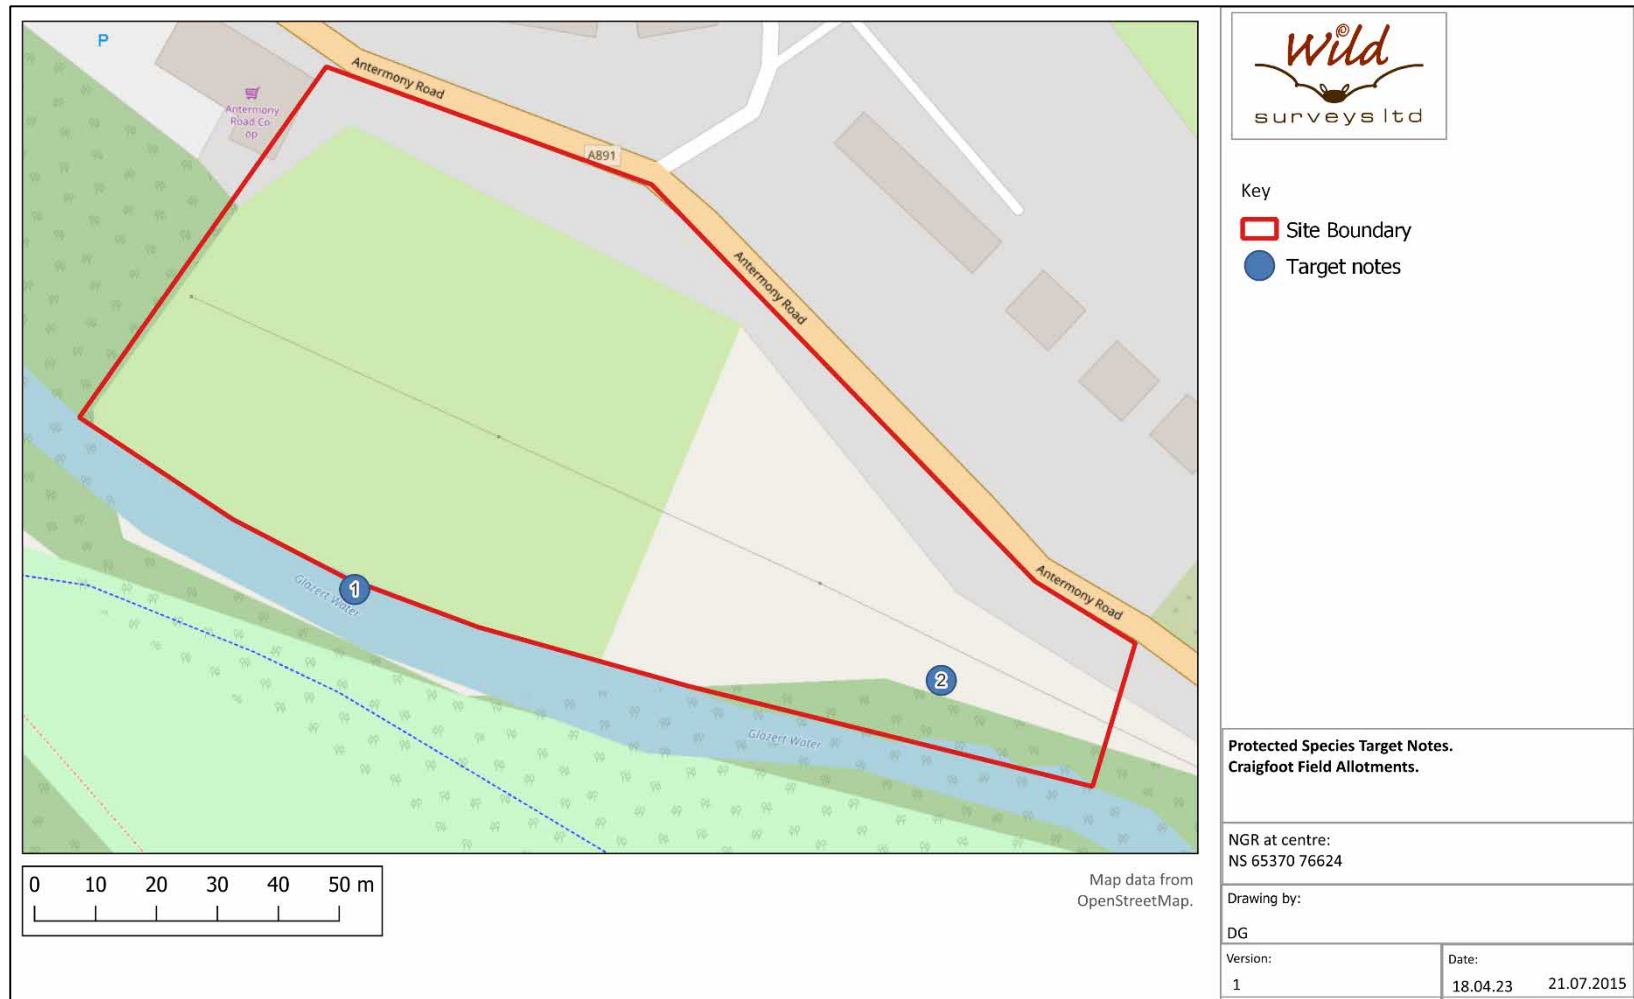 P
Antermony
Road Co
op
Antermony Road
A891
Antermony Road
Antermony Road
1
Glazert Water
2
Glazert Water
0 10 20 30 40 50 m
Map data from
OpenStreetMap.
Wild
surveys ltd
Key
Site Boundary
Target notes
Protected Species Target Notes.
Craigfoot Field Allotments.
NGR at centre:
NS 65370 76624
Drawing by:
DG
Version:
1
Date:
18.04.23 21.07.2015